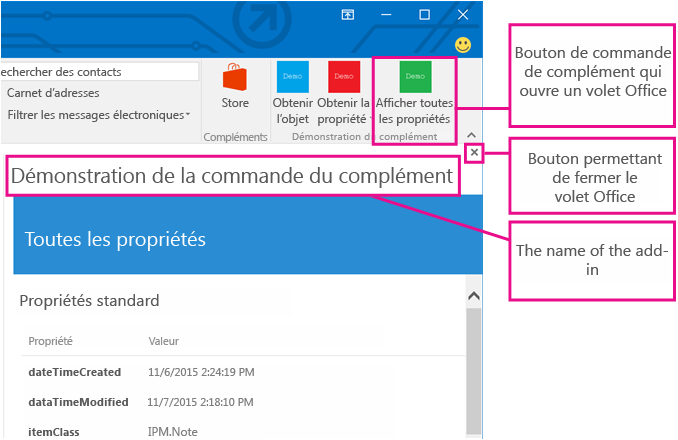 echercher des contacts
Carnet d'adresses
Filtrer les messages électroniques
Store
Compléments
Demo
Obtenir
l'objet
Demo
Obtenir la
propriété
Demo
Afficher toutes
les propriétés
Démonstration du complément
Bouton de commande
de complément qui
ouvre un volet Office
Bouton permettant
de fermer le
volet Office
The name of the add-
in
Démonstration de la commande du complément
Toutes les propriétés
Propriétés standard
Propriété Valeur
dateTimeCreated 11/6/2015 2:24:19 PM
dataTimeModified 11/7/2015 2:18:10 PM
itemClass IPM.Note